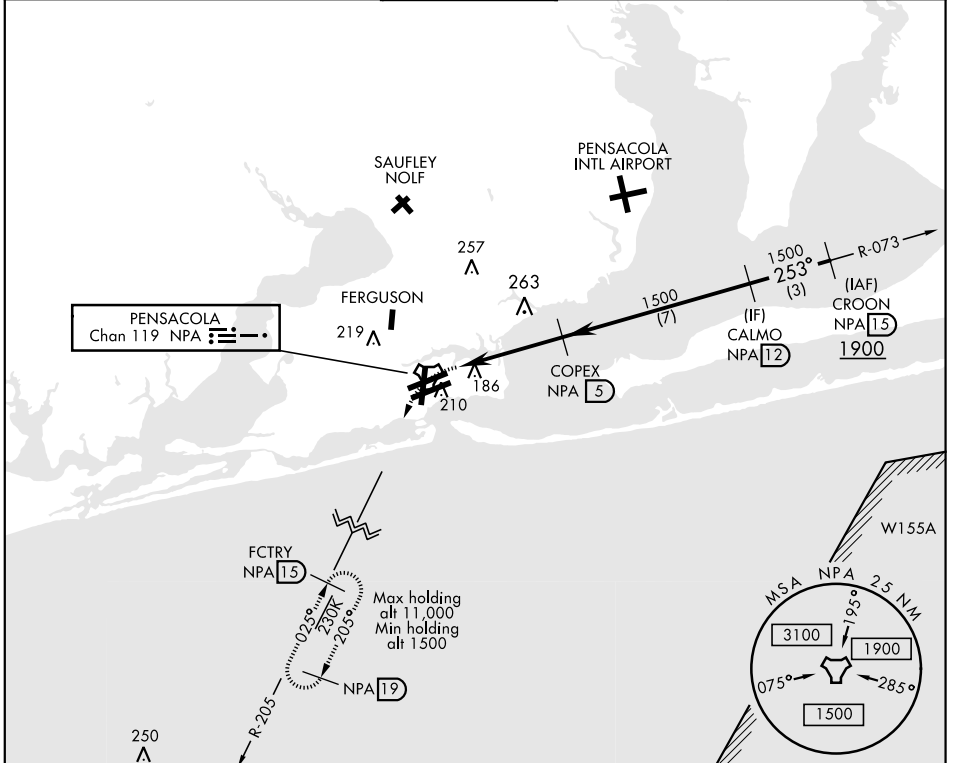 SAUFLEY
NOLF
PENSACOLA
INTL AIRPORT
257
263
FERGUSON
219
PENSACOLA
Chan 119 NPA
186
210
1500
(7)
1500
253°
(3)
R-073
(IAF)
CROON
NPA 15
1900
(IF)
CALMO
NPA 12
COPEX
NPA 5
W155A
FCTRY
NPA 15
025°
230K
205°
Max holding
alt 11,000
Min holding
alt 1500
NPA 19
R-205
250
MSA NPA 25 NM
195°
3100
1900
075°
285°
1500